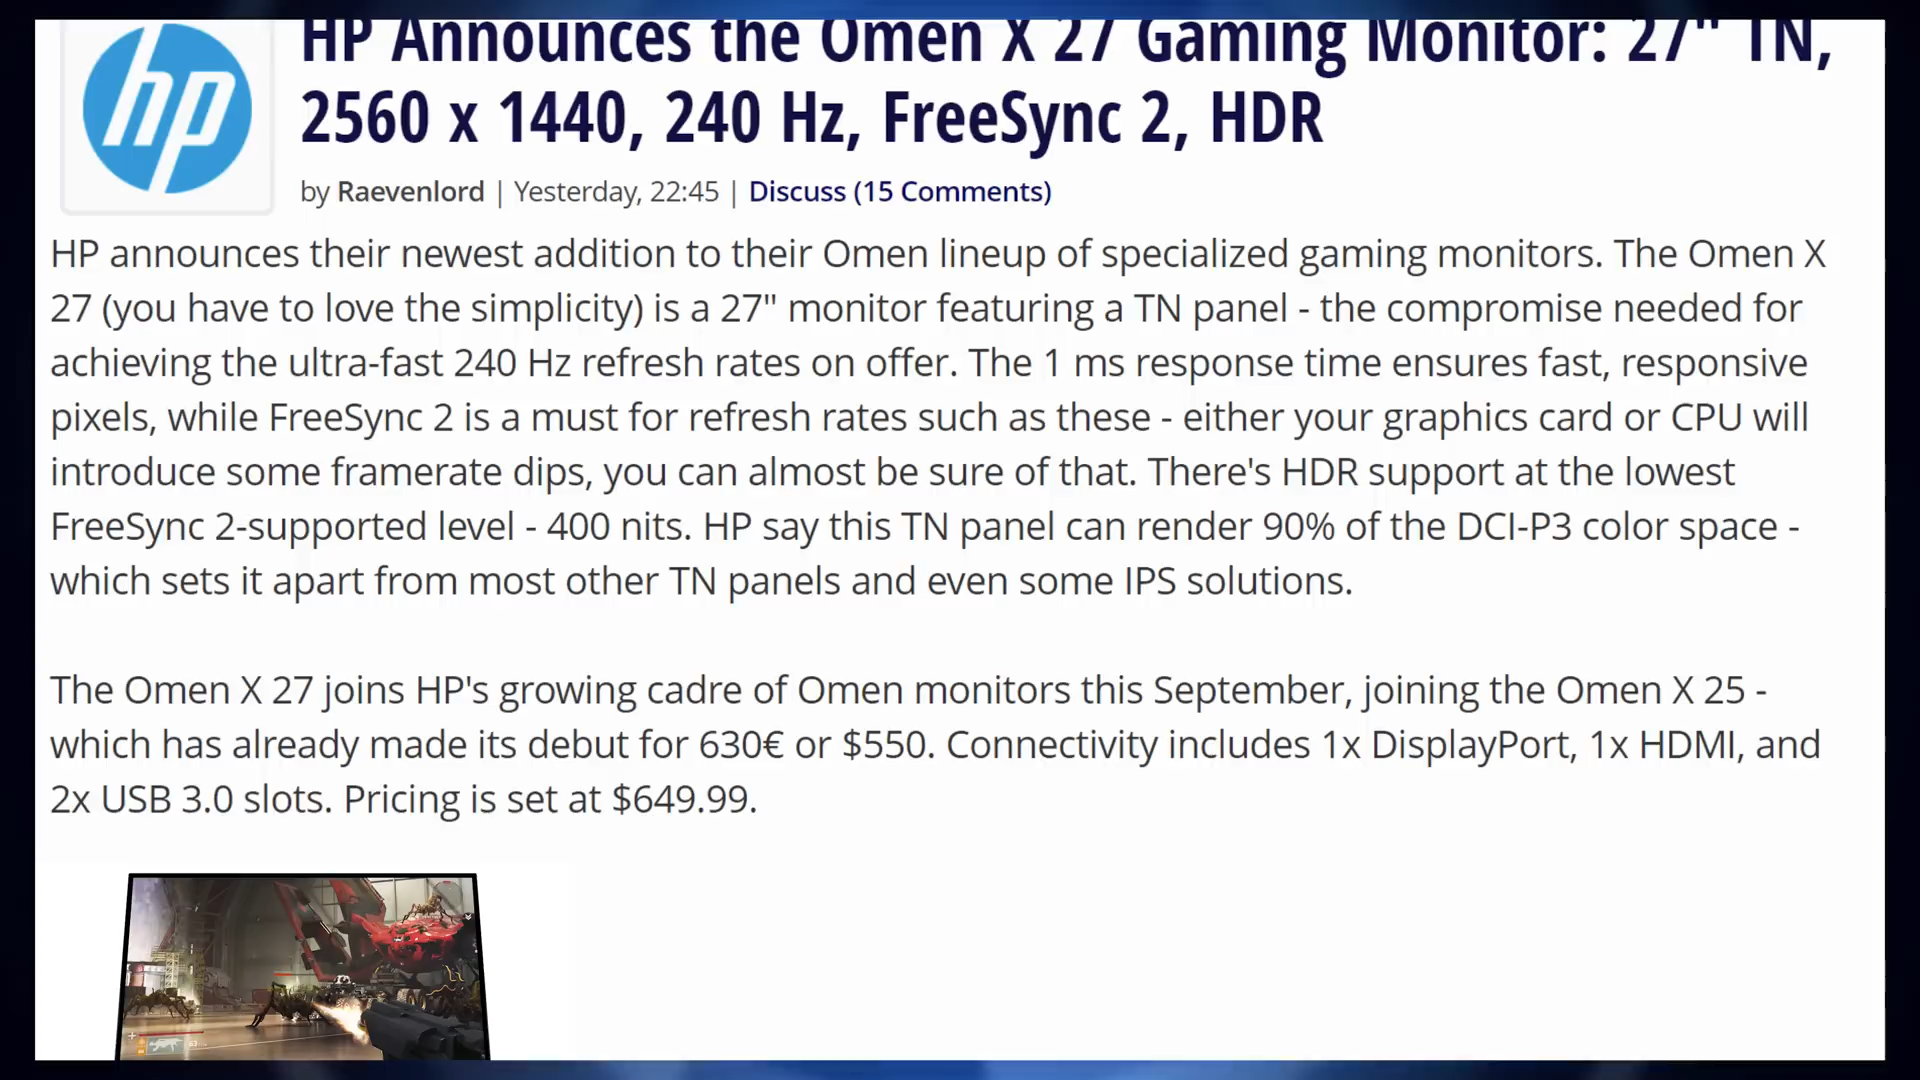 hp
HP Announces the Omen X 27 Gaming Monitor: 27" TN,
2560 x 1440, 240 Hz, FreeSync 2, HDR
by Raevenlord | Yesterday, 22:45 | Discuss (15 Comments)
HP announces their newest addition to their Omen lineup of specialized gaming monitors. The Omen X
27 (you have to love the simplicity) is a 27" monitor featuring a TN panel - the compromise needed for
achieving the ultra-fast 240 Hz refresh rates on offer. The 1 ms response time ensures fast, responsive
pixels, while FreeSync 2 is a must for refresh rates such as these - either your graphics card or CPU will
introduce some framerate dips, you can almost be sure of that. There's HDR support at the lowest
FreeSync 2-supported level - 400 nits. HP say this TN panel can render 90% of the DCI-P3 color space -
which sets it apart from most other TN panels and even some IPS solutions.
The Omen X 27 joins HP's growing cadre of Omen monitors this September, joining the Omen X 25 -
which has already made its debut for 630€ or $550. Connectivity includes 1x DisplayPort, 1x HDMI, and
2x USB 3.0 slots. Pricing is set at $649.99.